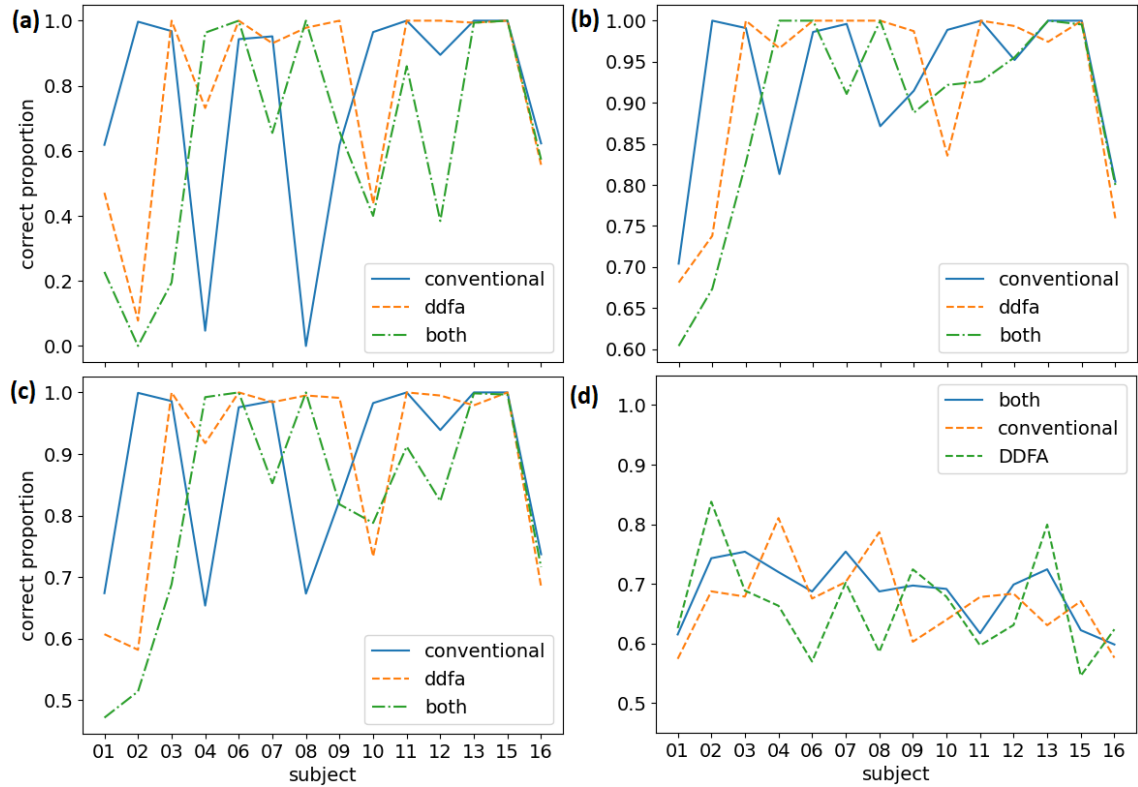 (a)
correct proportion
1.0
0.8
0.6
0.4
0.2
0.0
conventional
ddfa
both
(b)
1.00
0.95
0.90
0.85
0.80
0.75
0.70
0.65
0.60
conventional
ddfa
both
(c)
correct proportion
1.0
0.9
0.8
0.7
0.6
0.5
conventional
ddfa
both
01 02 03 04 06 07 08 09 10 11 12 13 15 16
subject
(d)
1.0
0.9
0.8
0.7
0.6
0.5
both
conventional
DDFA
01 02 03 04 06 07 08 09 10 11 12 13 15 16
subject